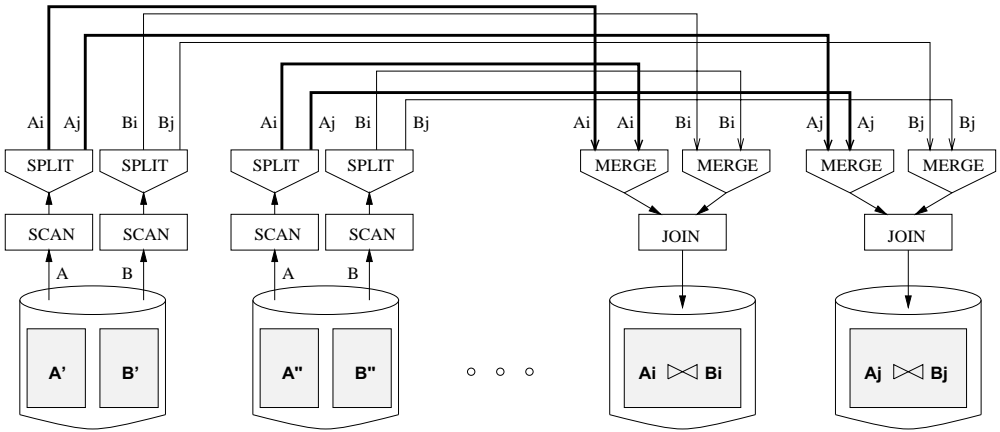 Ai Aj Bi Bj Ai Aj Bi Bj Ai Ai Bi Bi Aj Aj Bj Bj
SPLIT SPLIT SPLIT SPLIT MERGE MERGE MERGE MERGE
SCAN SCAN SCAN SCAN JOIN JOIN
A B A B
A' B' A" B" Ai ⋈ Bi Aj ⋈ Bj